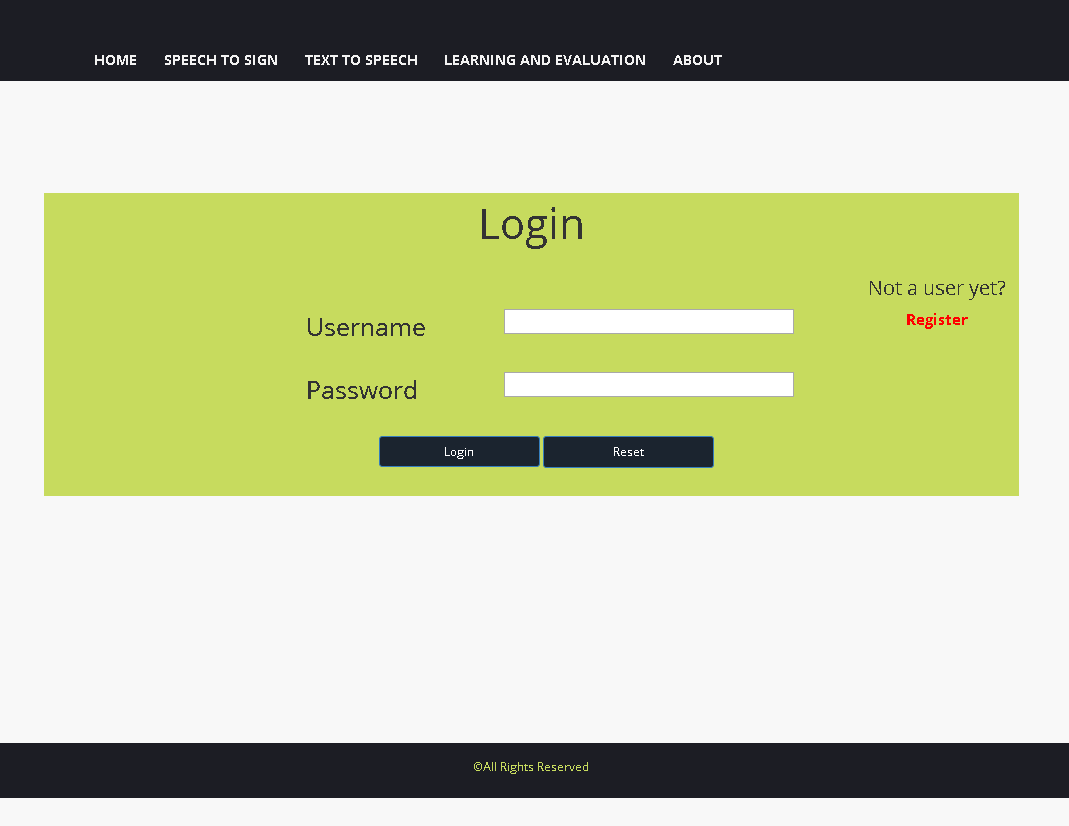 HOME SPEECH TO SIGN TEXT TO SPEECH LEARNING AND EVALUATION ABOUT
Login
Not a user yet?
Register
Username
Password
Login Reset
©All Rights Reserved